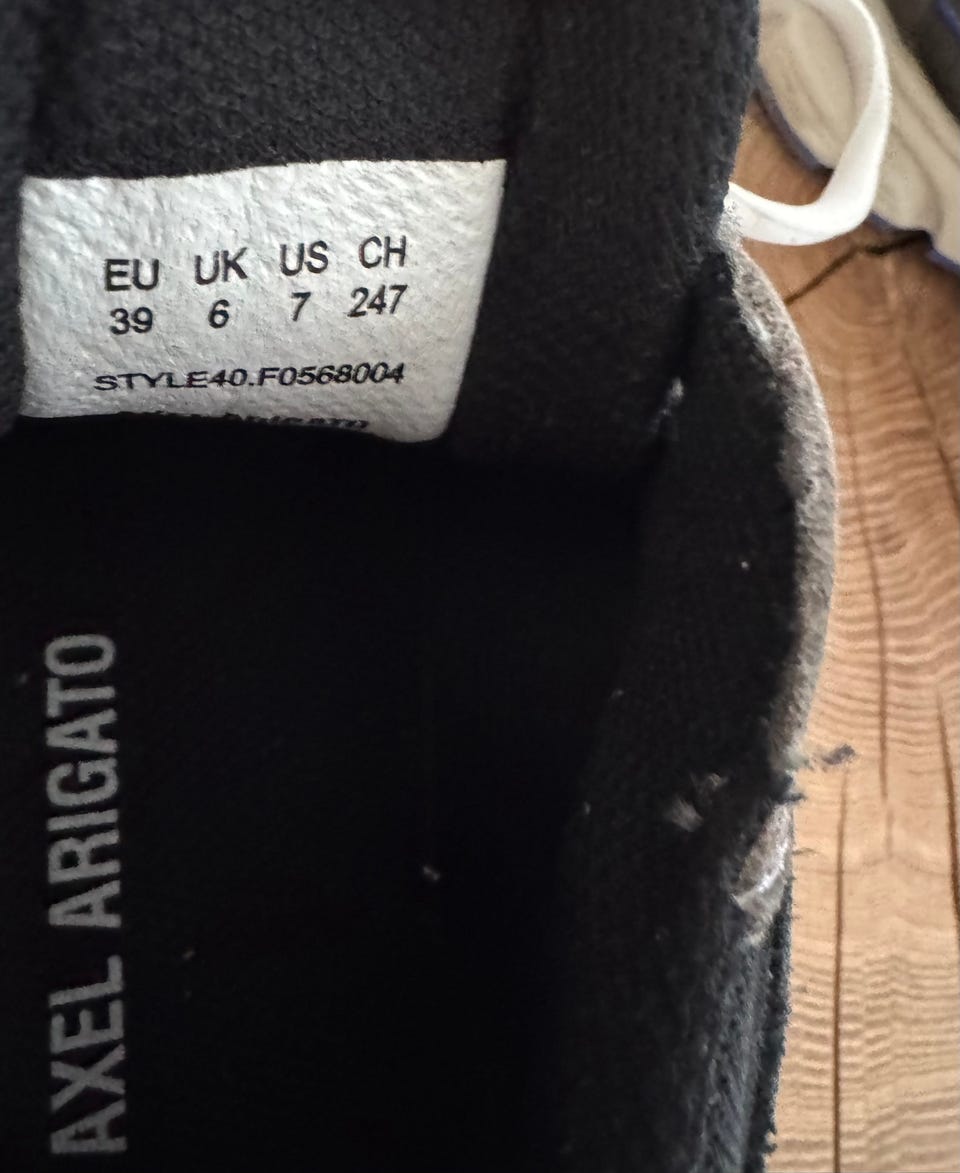 EU UK US CH
39 6 7 247
STYLE40.F0568004
AXEL ARIGATO